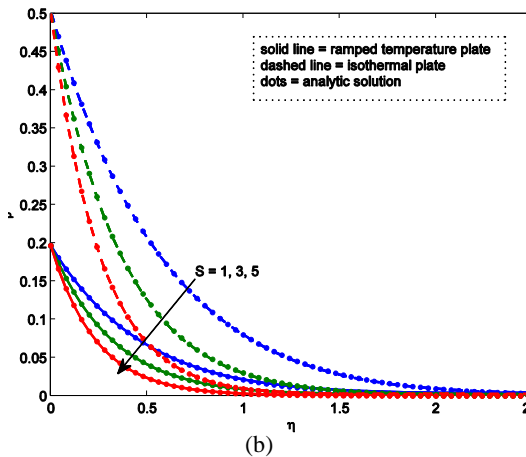 0.5
0.45
0.4
0.35
0.3
0.25
0.2
0.15
0.1
0.05
0
solid line = ramped temperature plate
dashed line = isothermal plate
dots = analytic solution
S = 1, 3, 5
0 0.5 1 1.5 2
η
(b)